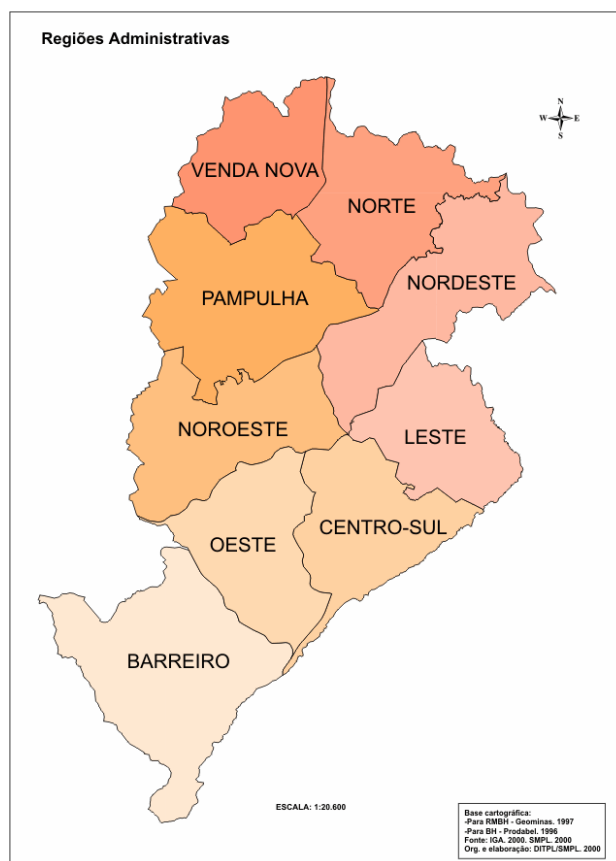 Regiões Administrativas
N
W E
S
VENDA NOVA
NORTE
NORDESTE
PAMPULHA
NOROESTE
LESTE
CENTRO-SUL
OESTE
BARREIRO
ESCALA: 1:20.600
Base cartográfica:
-Para RMBH - Geominas. 1997
-Para BH - Prodabel. 1996
Fonte: IGA. 2000. SMPL. 2000
Org. e elaboração: DITPL/SMPL. 2000